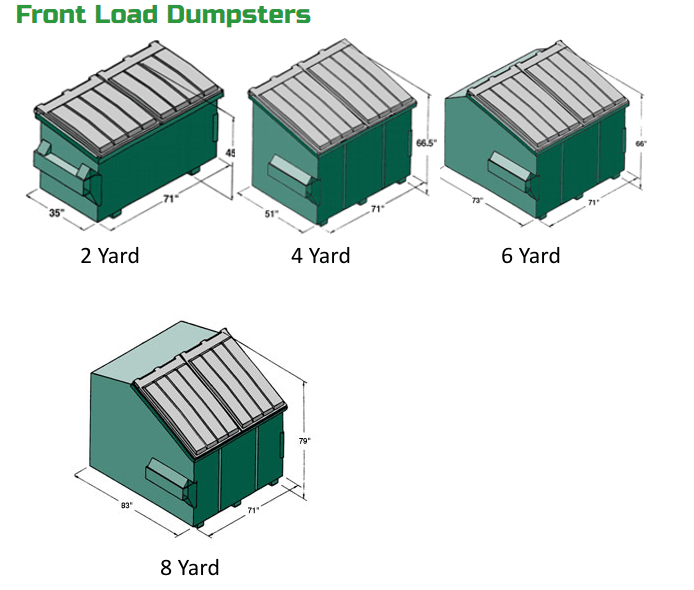 Front Load Dumpsters
45
35"
71"
66.5"
51"
71"
66"
73"
71"
2 Yard
4 Yard
6 Yard
79"
83"
71"
8 Yard